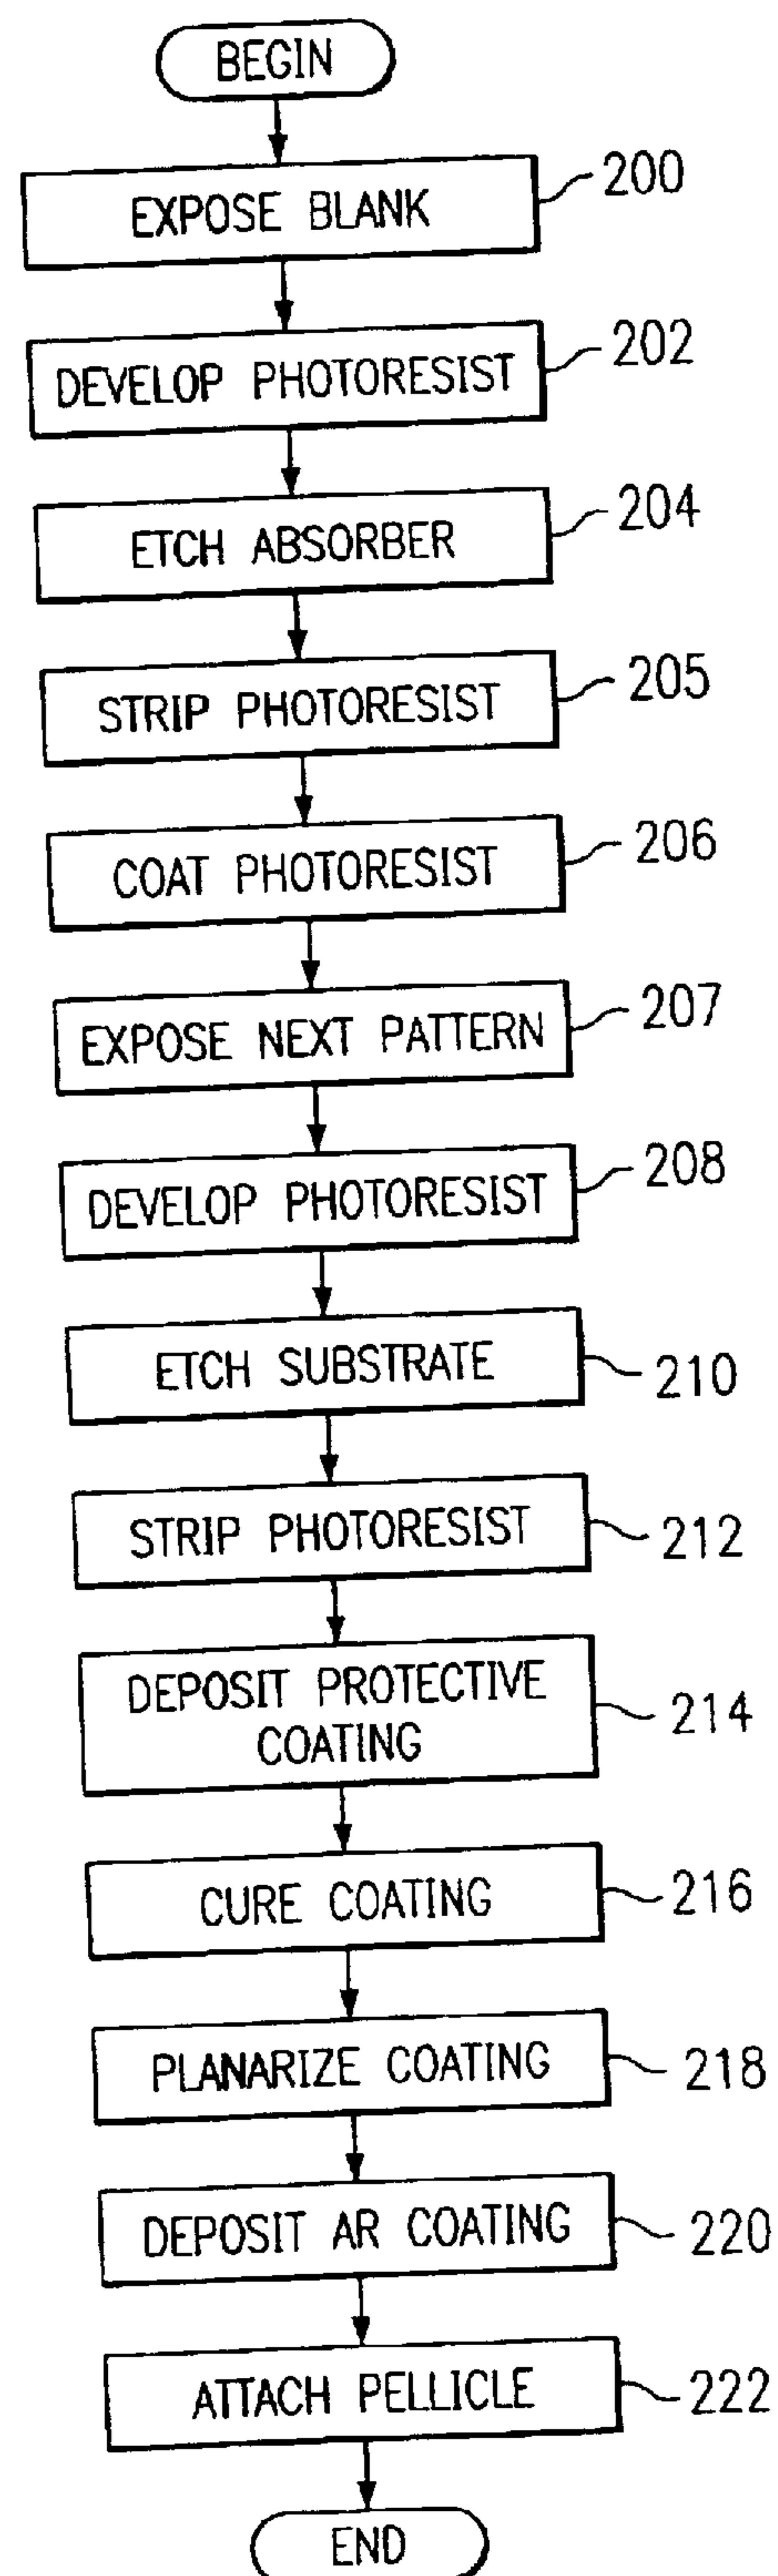 BEGIN
EXPOSE BLANK
200
DEVELOP PHOTORESIST
202
ETCH ABSORBER
204
STRIP PHOTORESIST
205
COAT PHOTORESIST
206
EXPOSE NEXT PATTERN
207
DEVELOP PHOTORESIST
208
ETCH SUBSTRATE
210
STRIP PHOTORESIST
212
DEPOSIT PROTECTIVE
COATING
214
CURE COATING
216
PLANARIZE COATING
218
DEPOSIT AR COATING
220
ATTACH PELLICLE
222
END